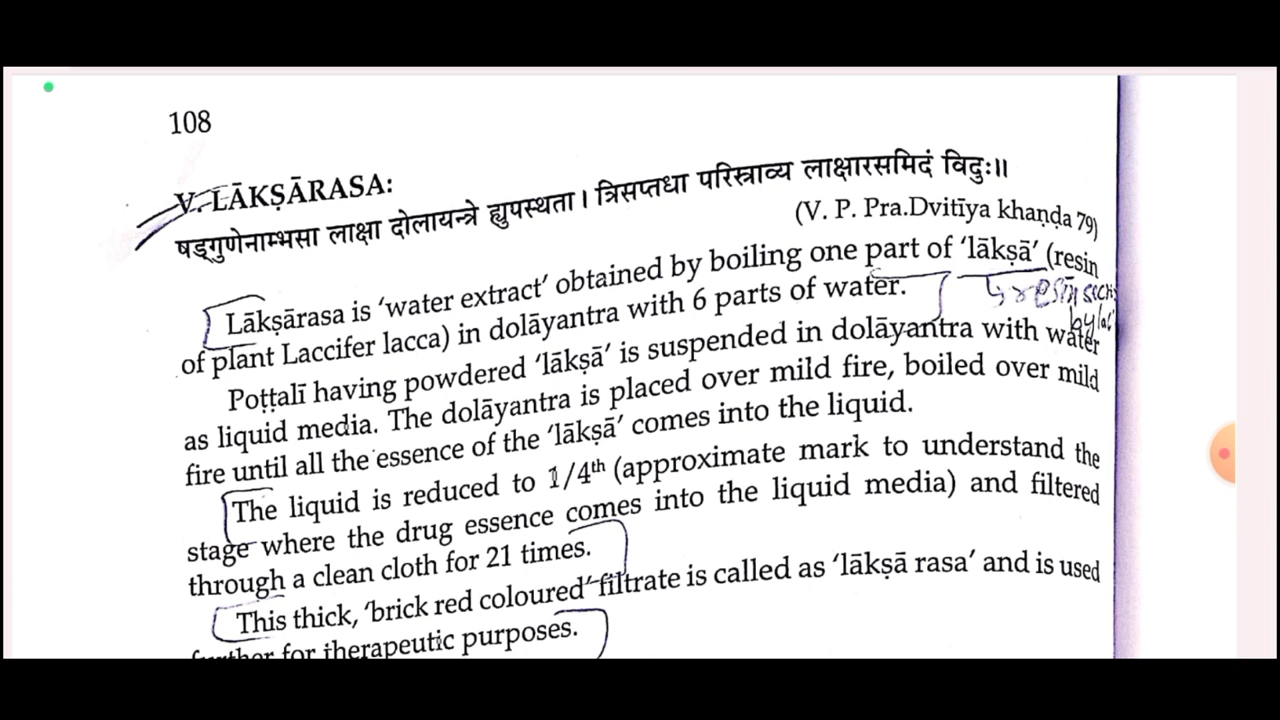 108
V. LĀKṢĀRASA:
षड्गुणेनाम्भसा लाक्षा दोलायन्त्रे ह्युपस्थता । त्रिसप्तधा परिस्त्राव्य लाक्षारसमिदं विदुः॥
(V. P. Pra.Dvitīya khaṇḍa 79)
Lākṣārasa is ‘water extract’ obtained by boiling one part of ‘lākṣā’ (resin
of plant Laccifer lacca) in dolāyantra with 6 parts of water.
↳ resin
by lac
Poṭṭalī having powdered ‘lākṣā’ is suspended in dolāyantra with water
as liquid media. The dolāyantra is placed over mild fire, boiled over mild
fire until all the essence of the ‘lākṣā’ comes into the liquid.
The liquid is reduced to 1/4th (approximate mark to understand the
stage where the drug essence comes into the liquid media) and filtered
through a clean cloth for 21 times.
This thick, ‘brick red coloured’ filtrate is called as ‘lākṣā rasa’ and is used
further for therapeutic purposes.